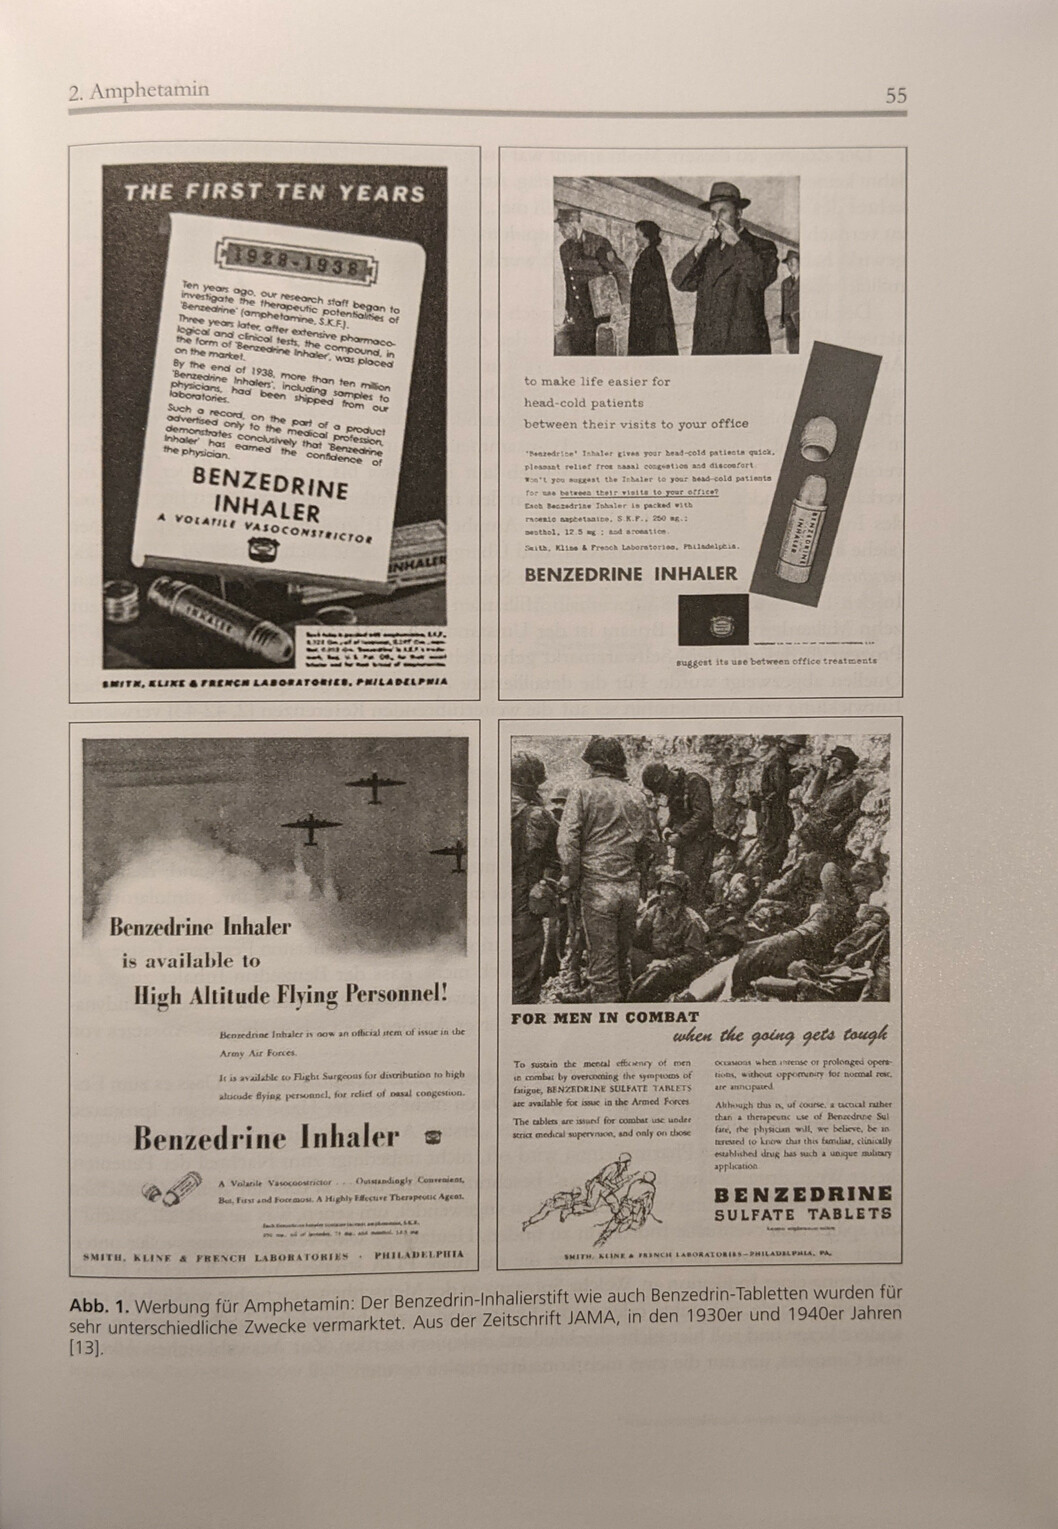 2. Amphetamin
55
THE FIRST TEN YEARS
1928-1938
Ten years ago, our research staff began to
investigate the therapeutic potentialities of
'Benzedrine' (amphetamine, S.K.F.).
Three years later, after extensive pharmaco-
logical and clinical tests, the compound, in
the form of 'Benzedrine Inhaler', was placed
on the market.
By the end of 1938, more than ten million
'Benzedrine Inhalers', including samples to
physicians, had been shipped from our
laboratories.
Such a record, on the part of a product
advertised only to the medical profession,
demonstrates conclusively that 'Benzedrine
Inhaler' has earned the confidence of
the physician.
BENZEDRINE
INHALER
A VOLATILE VASOCONSTRICTOR
INHALER
INHALER
SMITH, KLINE & FRENCH LABORATORIES, PHILADELPHIA
to make life easier for
head-cold patients
between their visits to your office
'Benzedrine' Inhaler gives your head-cold patients quick,
pleasant relief from nasal congestion and discomfort.
Won't you suggest the Inhaler to your head-cold patients
for use between their visits to your office?
Each Benzedrine Inhaler is packed with
racemic amphetamine, S.K.F., 250 mg.;
menthol, 12.5 mg.; and aromatics.
Smith, Kline & French Laboratories, Philadelphia.
BENZEDRINE INHALER
BENZEDRINE
INHALER
suggest its use between office treatments
Benzedrine Inhaler
is available to
High Altitude Flying Personnel!
Benzedrine Inhaler is now an official item of issue in the
Army Air Forces.
It is available to Flight Surgeons for distribution to high
altitude flying personnel, for relief of nasal congestion.
Benzedrine Inhaler
A Volatile Vasoconstrictor . . . Outstandingly Convenient,
But, First and Foremost, A Highly Effective Therapeutic Agent.
SMITH, KLINE & FRENCH LABORATORIES · PHILADELPHIA
FOR MEN IN COMBAT
when the going gets tough
To sustain the mental efficiency of men
in combat by overcoming the symptoms of
fatigue, BENZEDRINE SULFATE TABLETS
are available for issue in the Armed Forces.
The tablets are issued for combat use under
strict medical supervision, and only on those
occasions when intense or prolonged opera-
tions, without opportunity for normal rest,
are anticipated.
Although this is, of course, a tactical rather
than a therapeutic use of Benzedrine Sul
fate, the physician will, we believe, be in-
terested to know that this familiar, clinically
established drug has such a unique military
application.
BENZEDRINE
SULFATE TABLETS
SMITH, KLINE & FRENCH LABORATORIES—PHILADELPHIA, PA.
Abb. 1. Werbung für Amphetamin: Der Benzedrin-Inhalierstift wie auch Benzedrin-Tabletten wurden für
sehr unterschiedliche Zwecke vermarktet. Aus der Zeitschrift JAMA, in den 1930er und 1940er Jahren
[13].